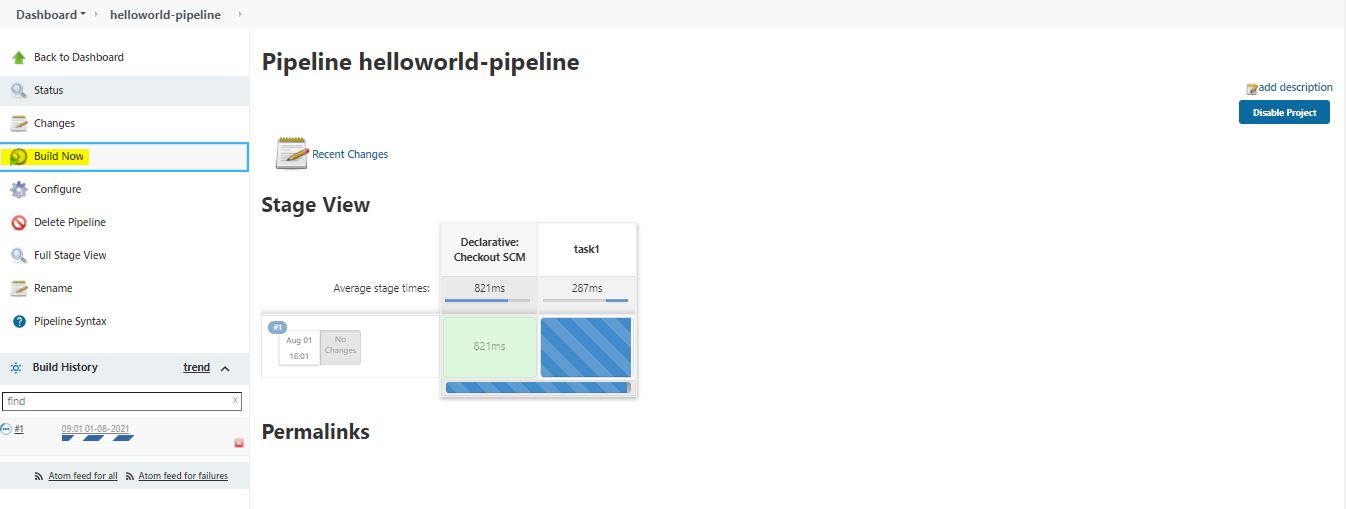 Dashboard
helloworld-pipeline
Back to Dashboard
Status
Changes
Build Now
Configure
Delete Pipeline
Full Stage View
Rename
Pipeline Syntax
Build History
trend
find
X
#1
09:01 01-08-2021
Atom feed for all
Atom feed for failures
Pipeline helloworld-pipeline
add description
Disable Project
Recent Changes
Stage View
Declarative:
Checkout SCM
task1
Average stage times:
821ms
287ms
#1
Aug 01
16:01
No
Changes
821ms
Permalinks